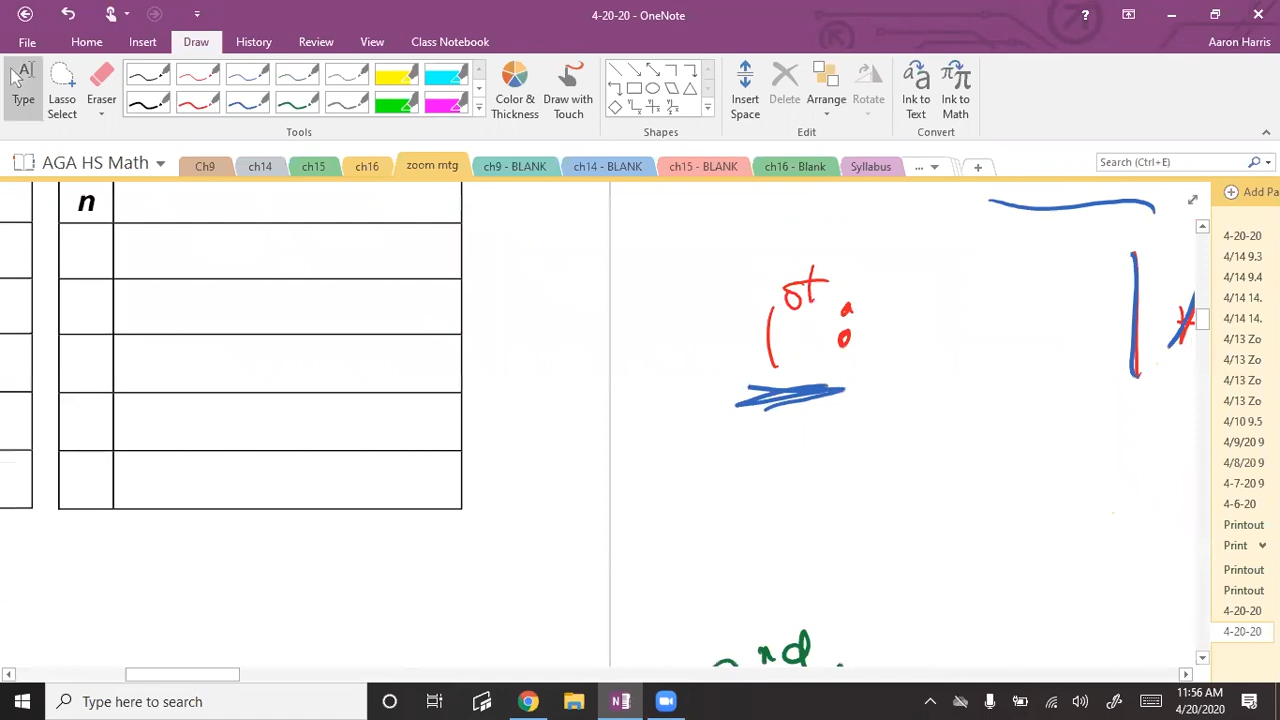 4-20-20 - OneNote
Aaron Harris
File Home Insert Draw History Review View Class Notebook
Type
Lasso Select
Eraser
Color & Thickness
Draw with Touch
Insert Space
Delete
Arrange
Rotate
Ink to Text
Ink to Math
Tools
Shapes
Edit
Convert
AGA HS Math
Ch9 ch14 ch15 ch16 zoom mtg ch9 - BLANK ch14 - BLANK ch15 - BLANK ch16 - Blank Syllabus ...
Search (Ctrl+E)
Add Pa
n
1st :
nd
4-20-20
4/14 9.3
4/14 9.4
4/14 14.
4/14 14.
4/13 Zo
4/13 Zo
4/13 Zo
4/13 Zo
4/10 9.5
4/9/20 9
4/8/20 9
4-7-20 9
4-6-20
Printout
Print
Printout
Printout
4-20-20
4-20-20
Type here to search
11:56 AM
4/20/2020